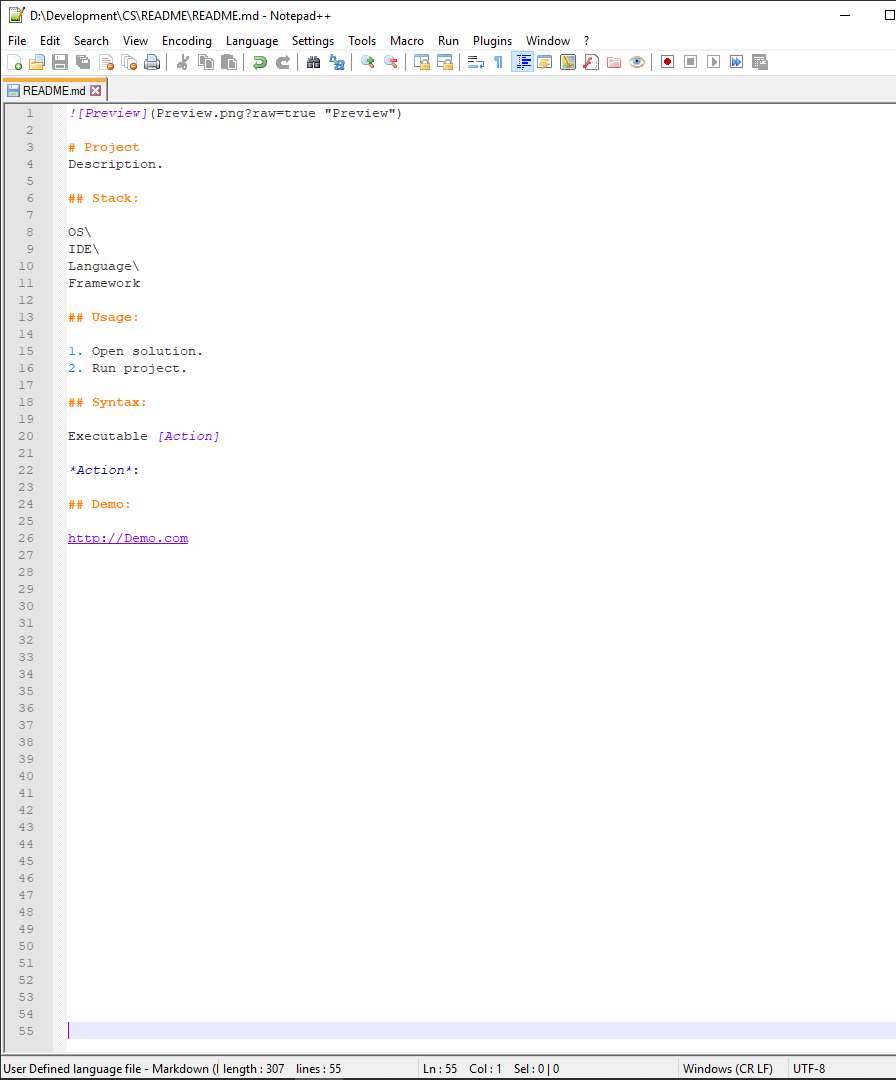 D:\Development\CS\README\README.md - Notepad++
File Edit Search View Encoding Language Settings Tools Macro Run Plugins Window ?
README.md
1 ![Preview](Preview.png?raw=true "Preview")
2
3 # Project
4 Description.
5
6 ## Stack:
7
8 OS\
9 IDE\
10 Language\
11 Framework
12
13 ## Usage:
14
15 1. Open solution.
16 2. Run project.
17
18 ## Syntax:
19
20 Executable [Action]
21
22 *Action*:
23
24 ## Demo:
25
26 http://Demo.com
27
28
29
30
31
32
33
34
35
36
37
38
39
40
41
42
43
44
45
46
47
48
49
50
51
52
53
54
55
User Defined language file - Markdown ( length : 307 lines : 55 Ln : 55 Col : 1 Sel : 0 | 0 Windows (CR LF) UTF-8